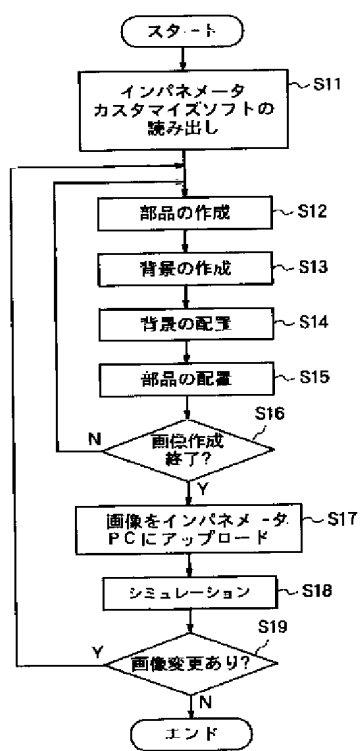 スタート
インパネメータ
カスタマイズソフトの
読み出し
S11
部品の作成
S12
背景の作成
S13
背景の配置
S14
部品の配置
S15
S16
N
画像作成
終了?
Y
画像をインパネメータ
PCにアップロード
S17
シミュレーション
S18
S19
Y
画像変更あり?
N
エンド